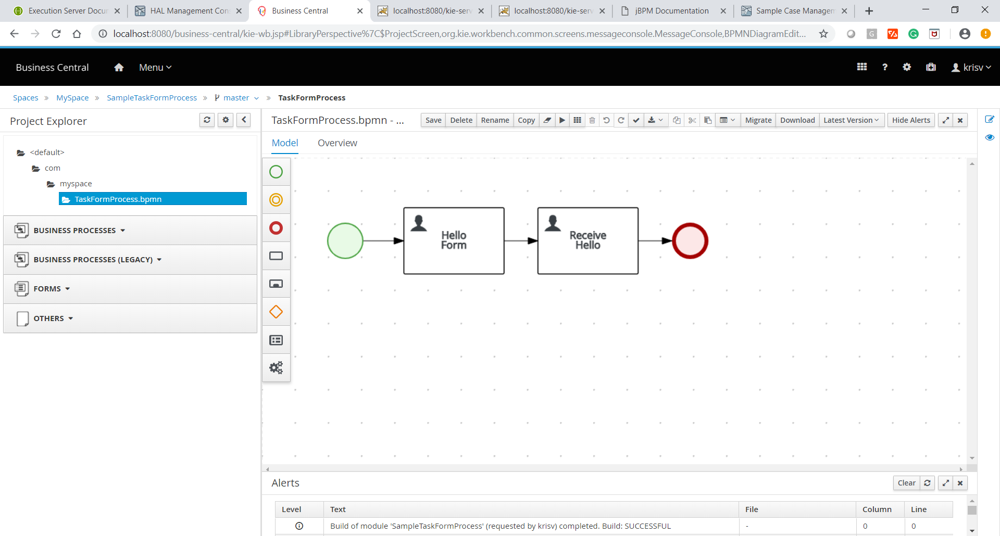 Execution Server Docur
HAL Management Con
Business Central
localhost:8080/kie-serv
localhost:8080/kie-serv
jBPM Documentation
Sample Case Managem
localhost:8080/business-central/kie-wb.jsp#LibraryPerspective%7C$ProjectScreen,org.kie.workbench.common.screens.messageconsole.MessageConsole,BPMNDiagramEdit...
Business Central
Menu
krisv
Spaces » MySpace » SampleTaskFormProcess » master » TaskFormProcess
Project Explorer
TaskFormProcess.bpmn - ...
Save
Delete
Rename
Copy
Migrate
Download
Latest Version
Hide Alerts
Model
Overview
<default>
com
myspace
TaskFormProcess.bpmn
BUSINESS PROCESSES
BUSINESS PROCESSES (LEGACY)
FORMS
OTHERS
Hello
Form
Receive
Hello
Alerts
Clear
Level Text File Column Line
Build of module 'SampleTaskFormProcess' (requested by krisv) completed. Build: SUCCESSFUL - 0 0